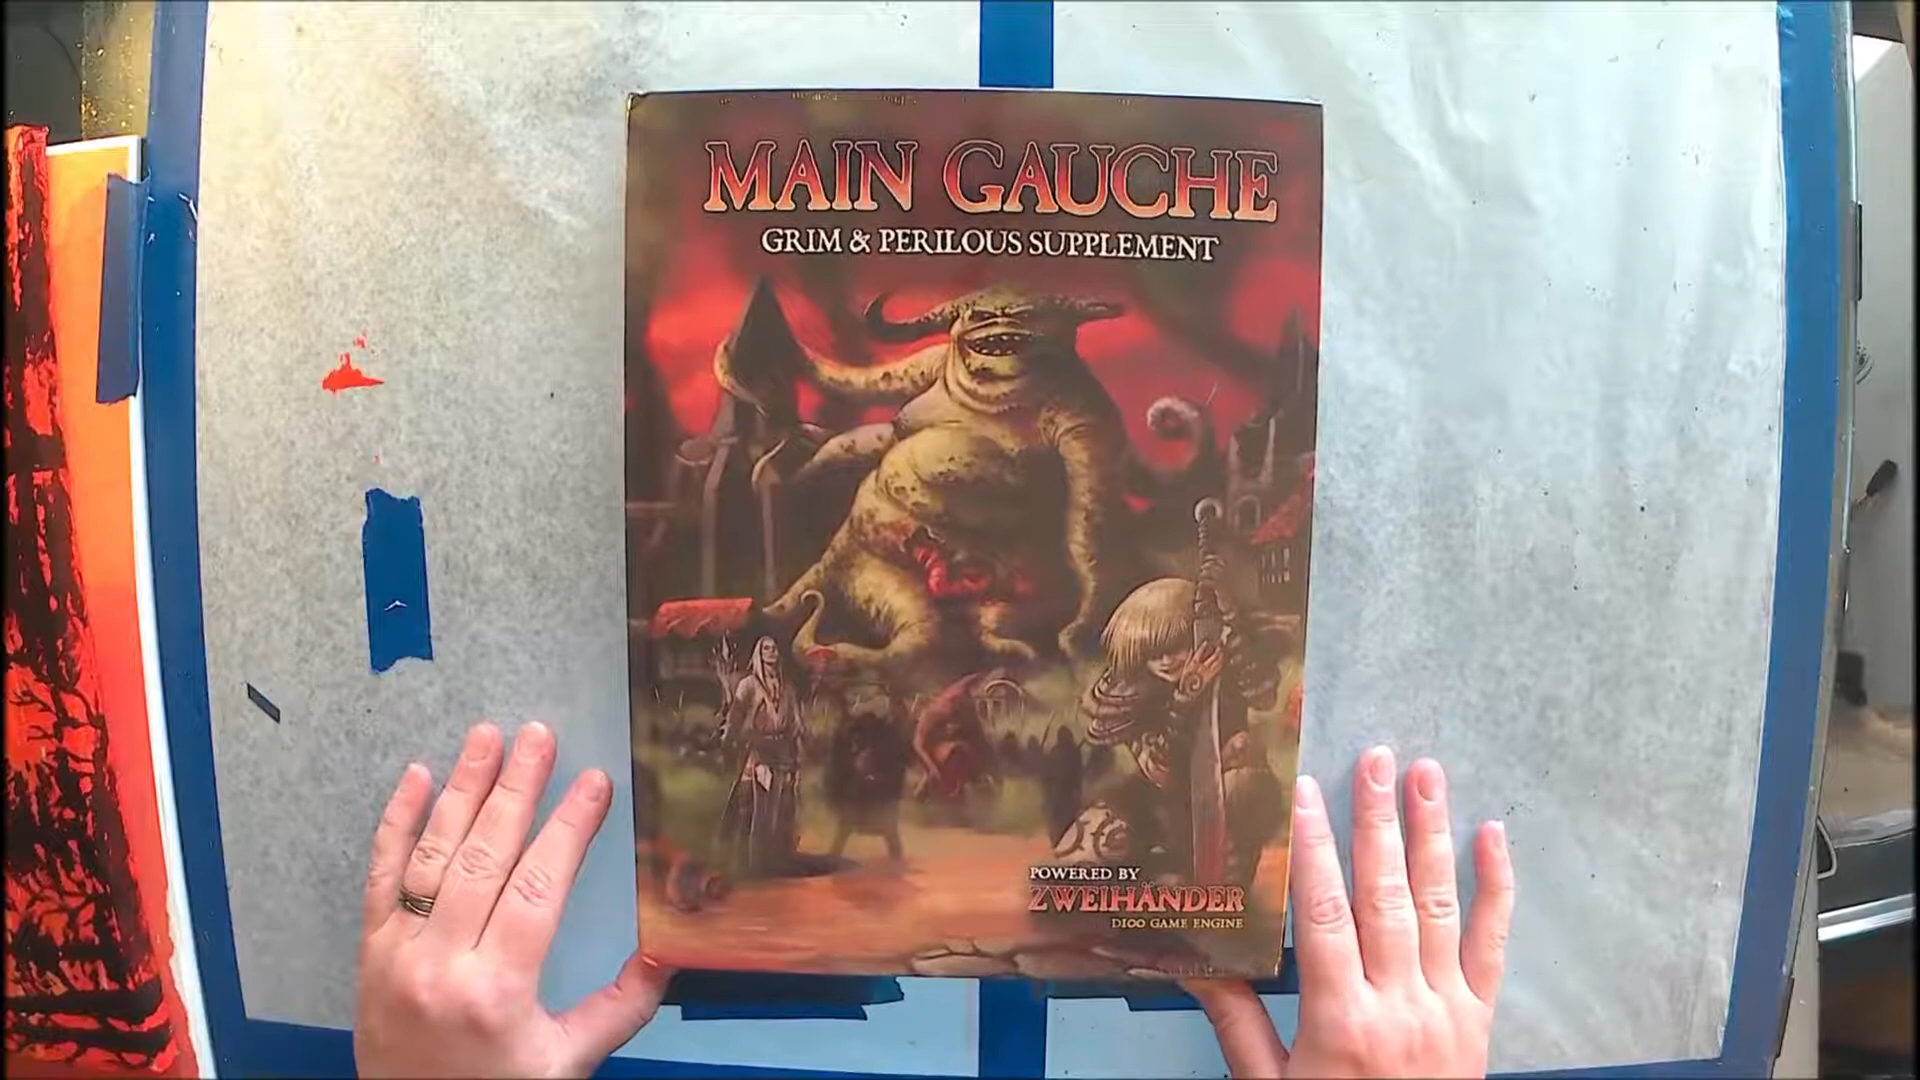 MAIN GAUCHE
GRIM & PERILOUS SUPPLEMENT
POWERED BY
ZWEIHÄNDER
D100 GAME ENGINE